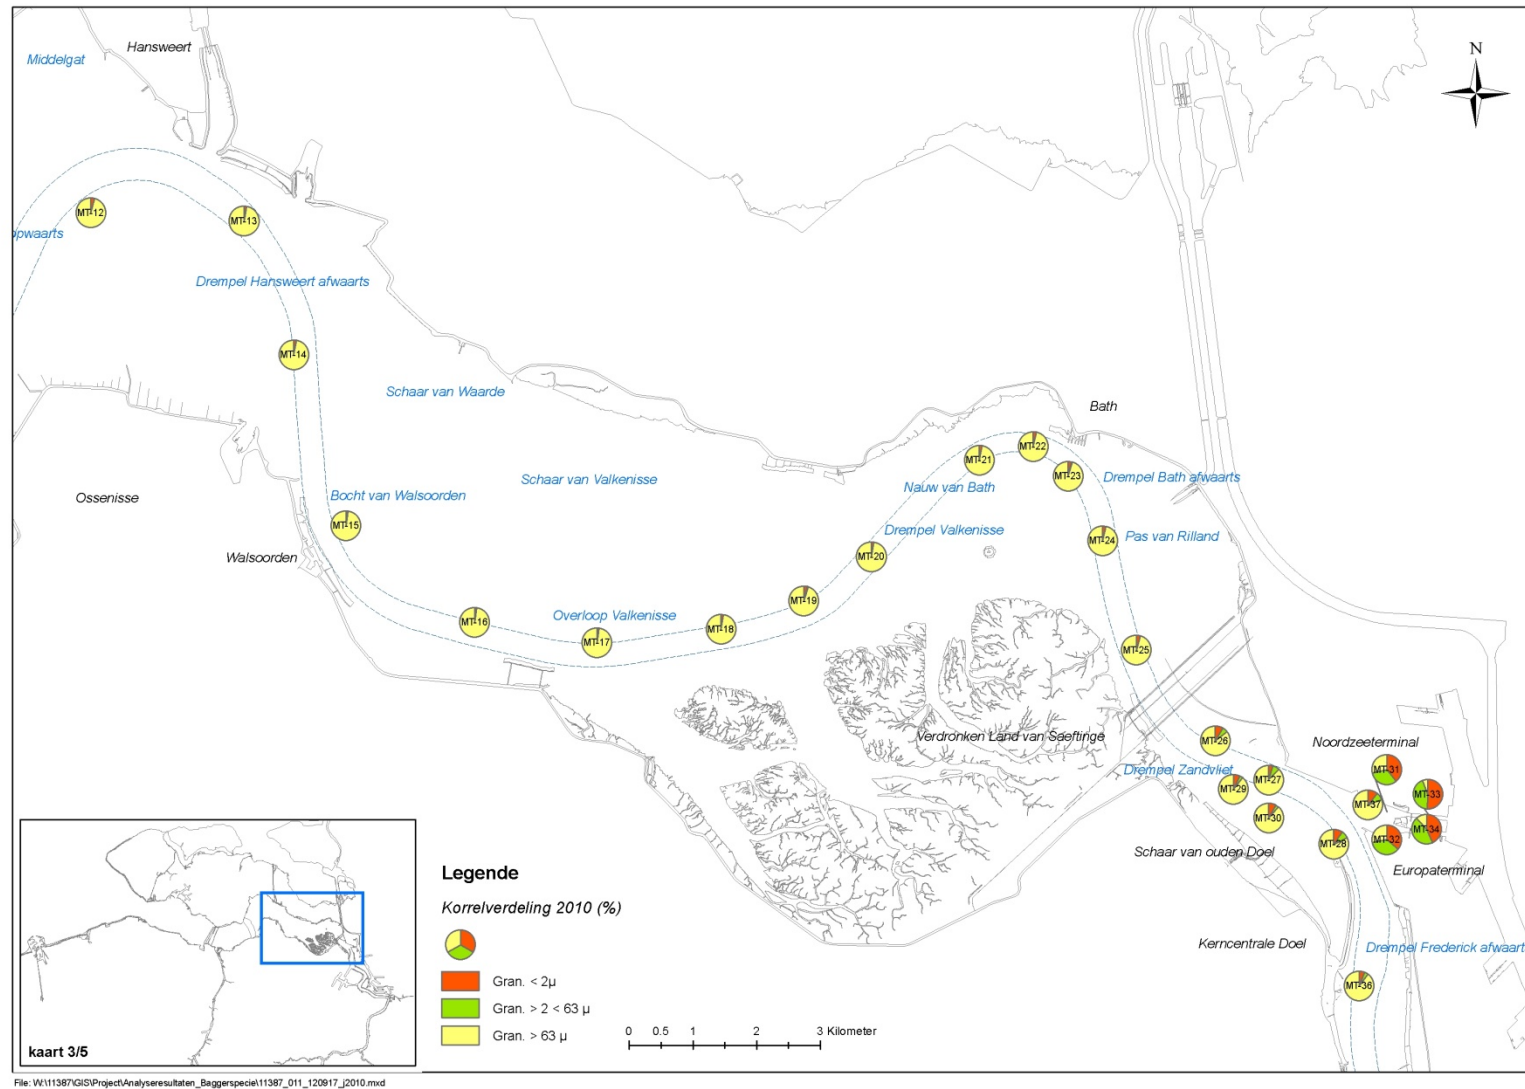 Hansweert
Middelgat
N
MT-12
MT-13
opwaarts
Drempel Hansweert afwaarts
MT-14
Schaar van Waarde
Bath
MT-22
MT-21
MT-23
Drempel Bath afwaarts
Schaar van Valkenisse
Nauw van Bath
Ossenisse
Bocht van Walsoorden
MT-15
Drempel Valkenisse
MT-24
Pas van Rilland
Walsoorden
MT-20
MT-19
Overloop Valkenisse
MT-16
MT-18
MT-17
MT-25
Verdronken Land van Saeftinge
MT-26
Noordzeeterminal
Drempel Zandvliet
MT-31
MT-27
MT-29
MT-33
MT-37
MT-30
MT-34
MT-32
MT-28
Schaar van ouden Doel
Europaterminal
Kerncentrale Doel
Drempel Frederick afwaart
MT-36
Legende
Korrelverdeling 2010 (%)
Gran. < 2µ
Gran. > 2 < 63 µ
Gran. > 63 µ
0 0.5 1 2 3 Kilometer
kaart 3/5
File: W:\11387\GIS\Project\Analyseresultaten_Baggerspecie\11387_011_120917_j2010.mxd